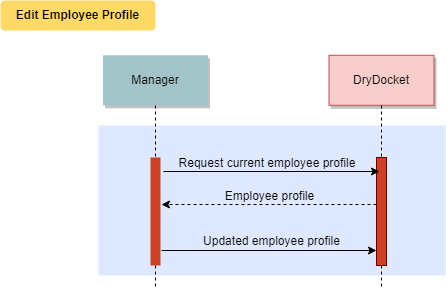 Edit Employee Profile
Manager
DryDocket
Request current employee profile
Employee profile
Updated employee profile